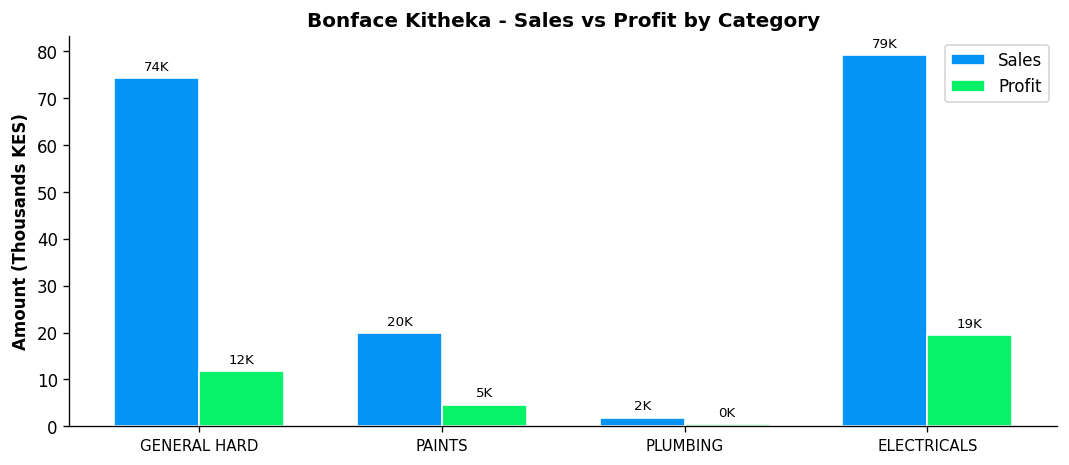 Bonface Kitheka - Sales vs Profit by Category
Amount (Thousands KES)
80
70
60
50
40
30
20
10
0
74K
12K
20K
5K
2K
0K
79K
19K
Sales
Profit
GENERAL HARD
PAINTS
PLUMBING
ELECTRICALS